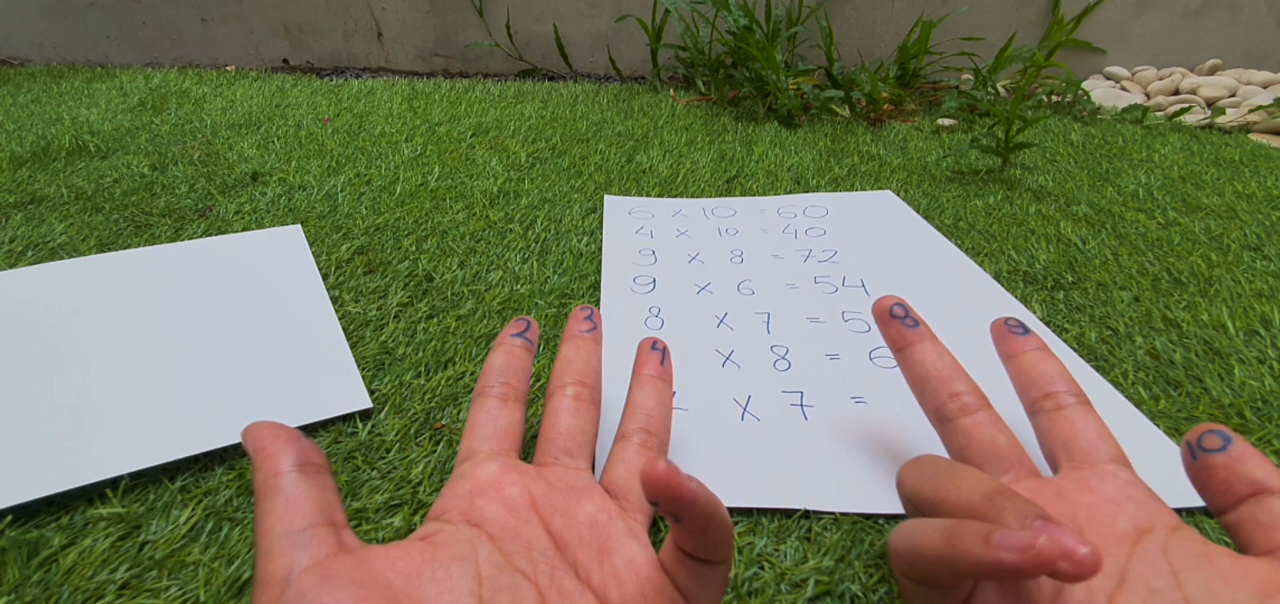 6 x 10 = 60
4 x 10 = 40
9 x 8 = 72
9 x 6 = 54
8 x 7 = 5
x 8 = 6
x 7 =
2 3 4 8 9 10